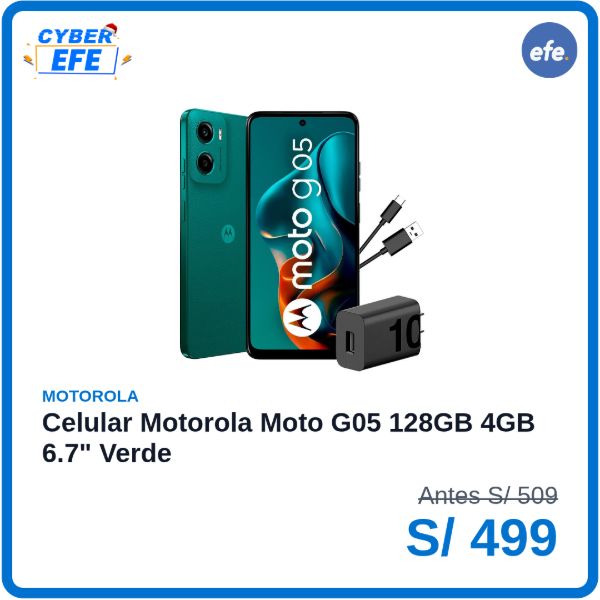 CYBER
EFE
efe.
moto g05
10
MOTOROLA
Celular Motorola Moto G05 128GB 4GB
6.7" Verde
Antes S/ 509
S/ 499